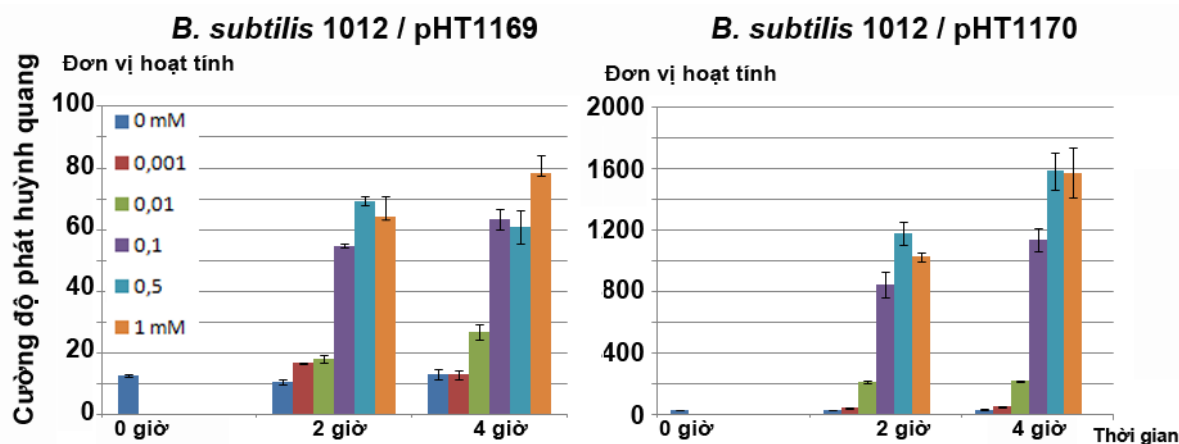 B. subtilis 1012 / pHT1169
Đơn vị hoạt tính
Cường độ phát huỳnh quang
100
80
60
40
20
0
0 mM
0,001
0,01
0,1
0,5
1 mM
0 giờ
2 giờ
4 giờ
B. subtilis 1012 / pHT1170
Đơn vị hoạt tính
2000
1600
1200
800
400
0
0 giờ
2 giờ
4 giờ
Thời gian